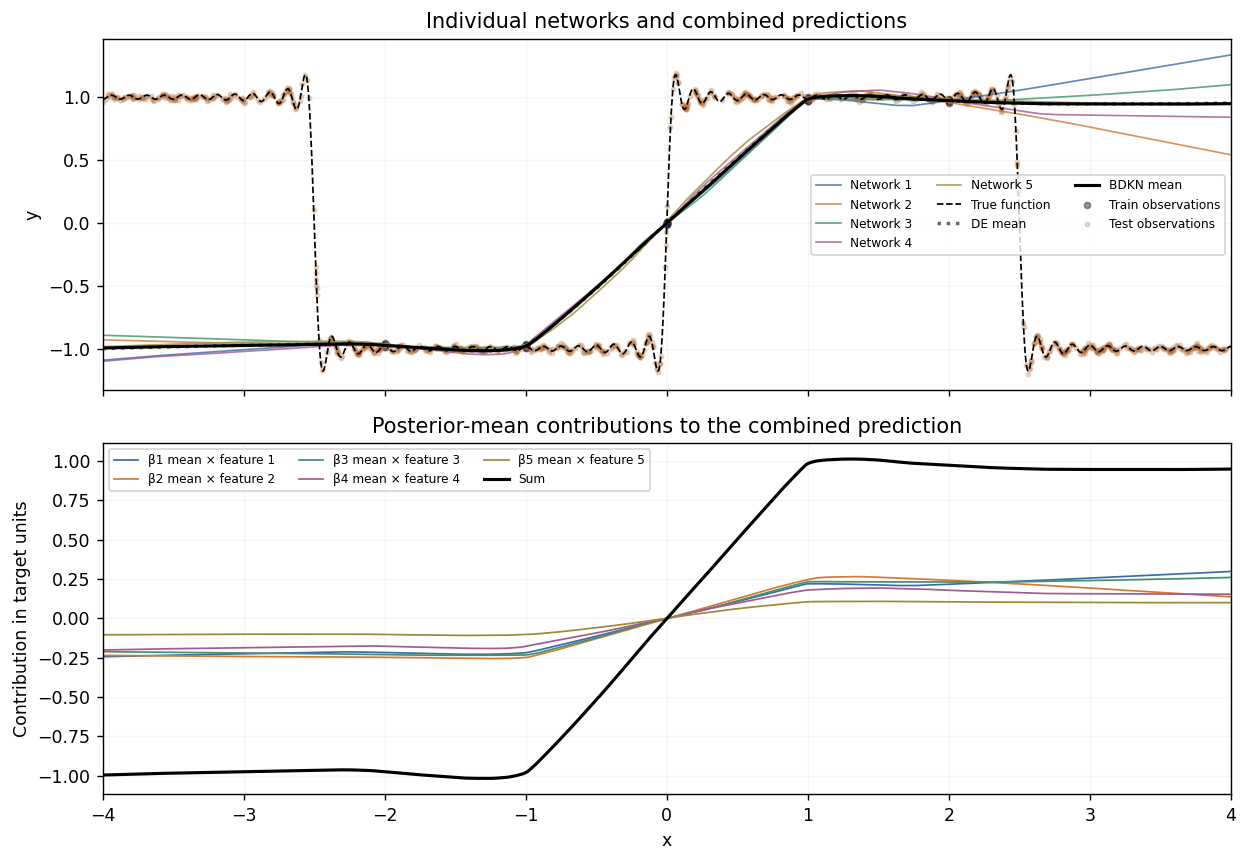 Individual networks and combined predictions
1.0
0.5
0.0
−0.5
−1.0
y
Network 1
Network 2
Network 3
Network 4
Network 5
True function
DE mean
BDKN mean
Train observations
Test observations
Posterior-mean contributions to the combined prediction
1.00
0.75
0.50
0.25
0.00
−0.25
−0.50
−0.75
−1.00
Contribution in target units
β1 mean × feature 1
β2 mean × feature 2
β3 mean × feature 3
β4 mean × feature 4
β5 mean × feature 5
Sum
−4 −3 −2 −1 0 1 2 3 4
x